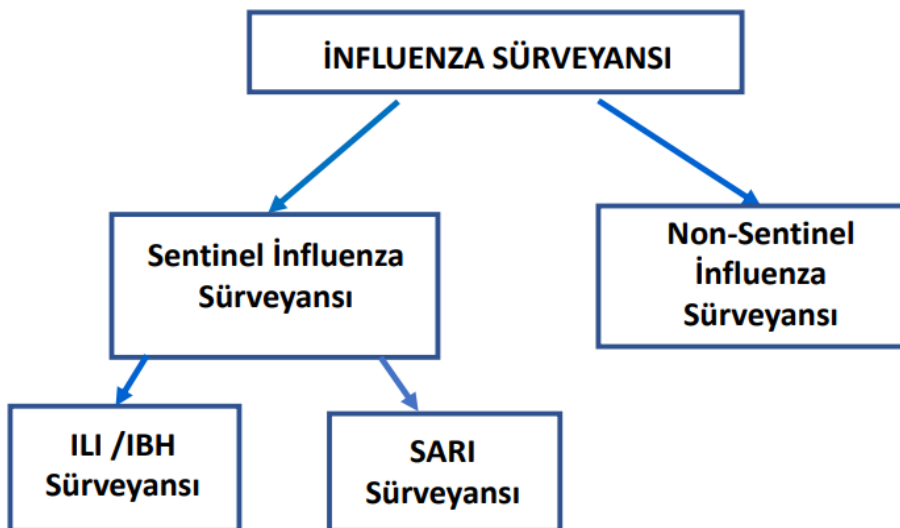 İNFLUENZA SÜRVEYANSI
Sentinel İnfluenza
Sürveyansı
Non-Sentinel
İnfluenza
Sürveyansı
ILI /IBH
Sürveyansı
SARI
Sürveyansı